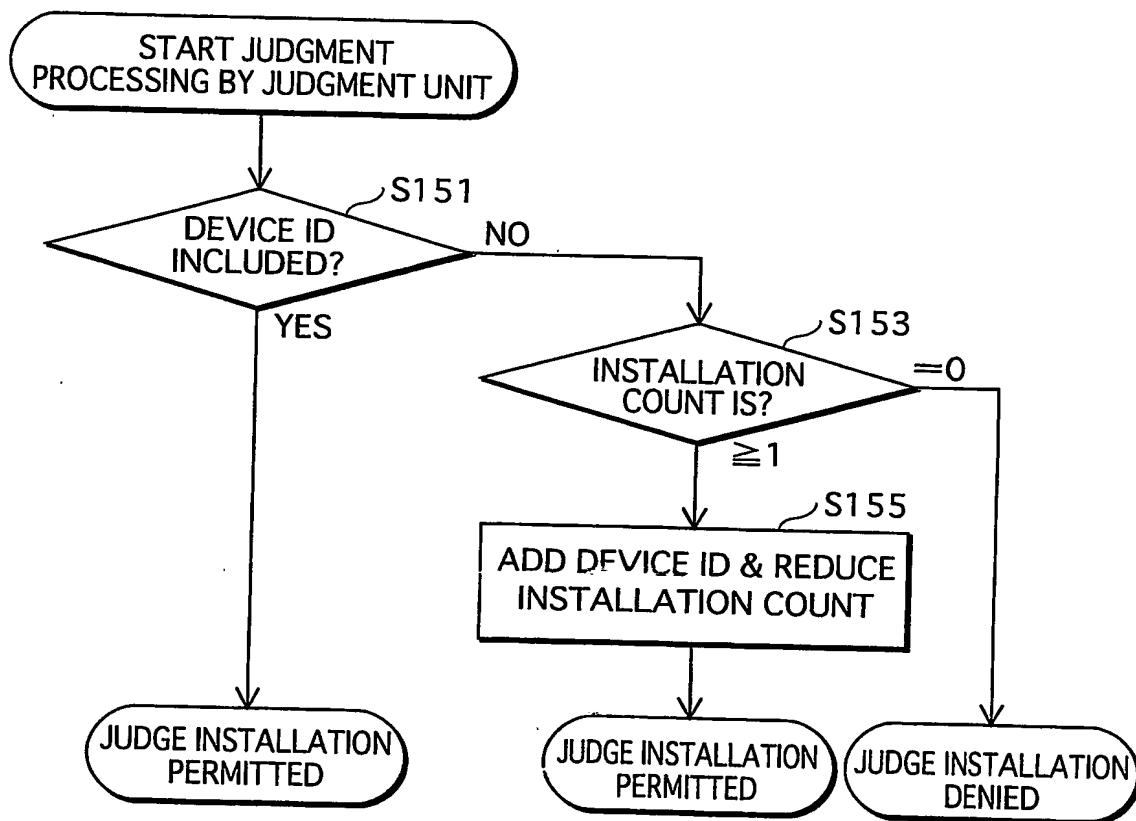 START JUDGMENT
PROCESSING BY JUDGMENT UNIT
S151
DEVICE ID
INCLUDED?
NO
YES
S153
INSTALLATION
COUNT IS?
=0
≧1
S155
ADD DEVICE ID & REDUCE
INSTALLATION COUNT
JUDGE INSTALLATION
PERMITTED
JUDGE INSTALLATION
PERMITTED
JUDGE INSTALLATION
DENIED